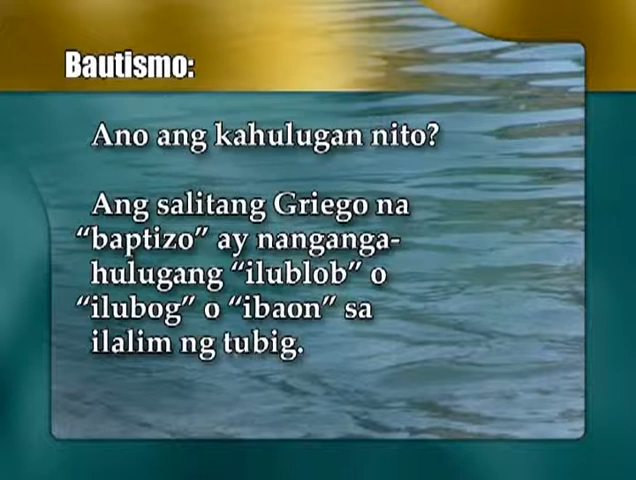 Bautismo:
Ano ang kahulugan nito?
Ang salitang Griego na
“baptizo” ay nanganga-
hulugang “ilublob” o
“ilubog” o “ibaon” sa
ilalim ng tubig.